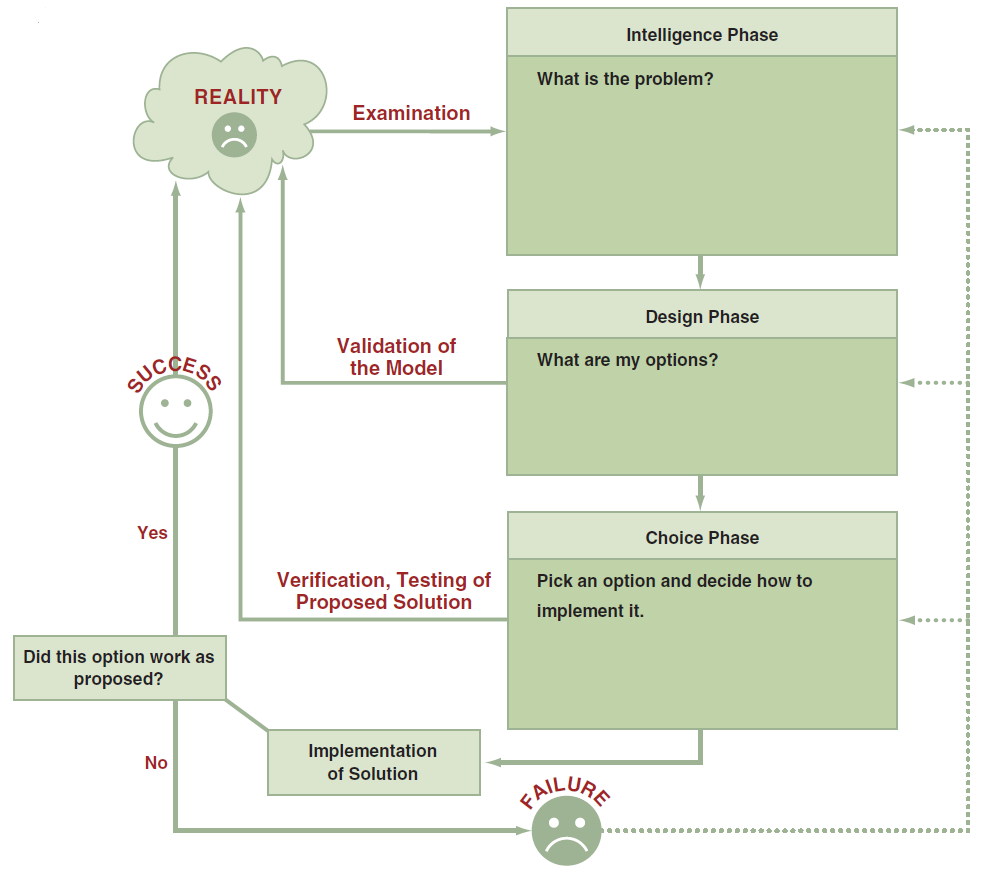 Intelligence Phase
What is the problem?
REALITY
Examination
Design Phase
What are my options?
Validation of
the Model
SUCCESS
Choice Phase
Pick an option and decide how to
implement it.
Verification, Testing of
Proposed Solution
Yes
Did this option work as
proposed?
No
Implementation
of Solution
FAILURE